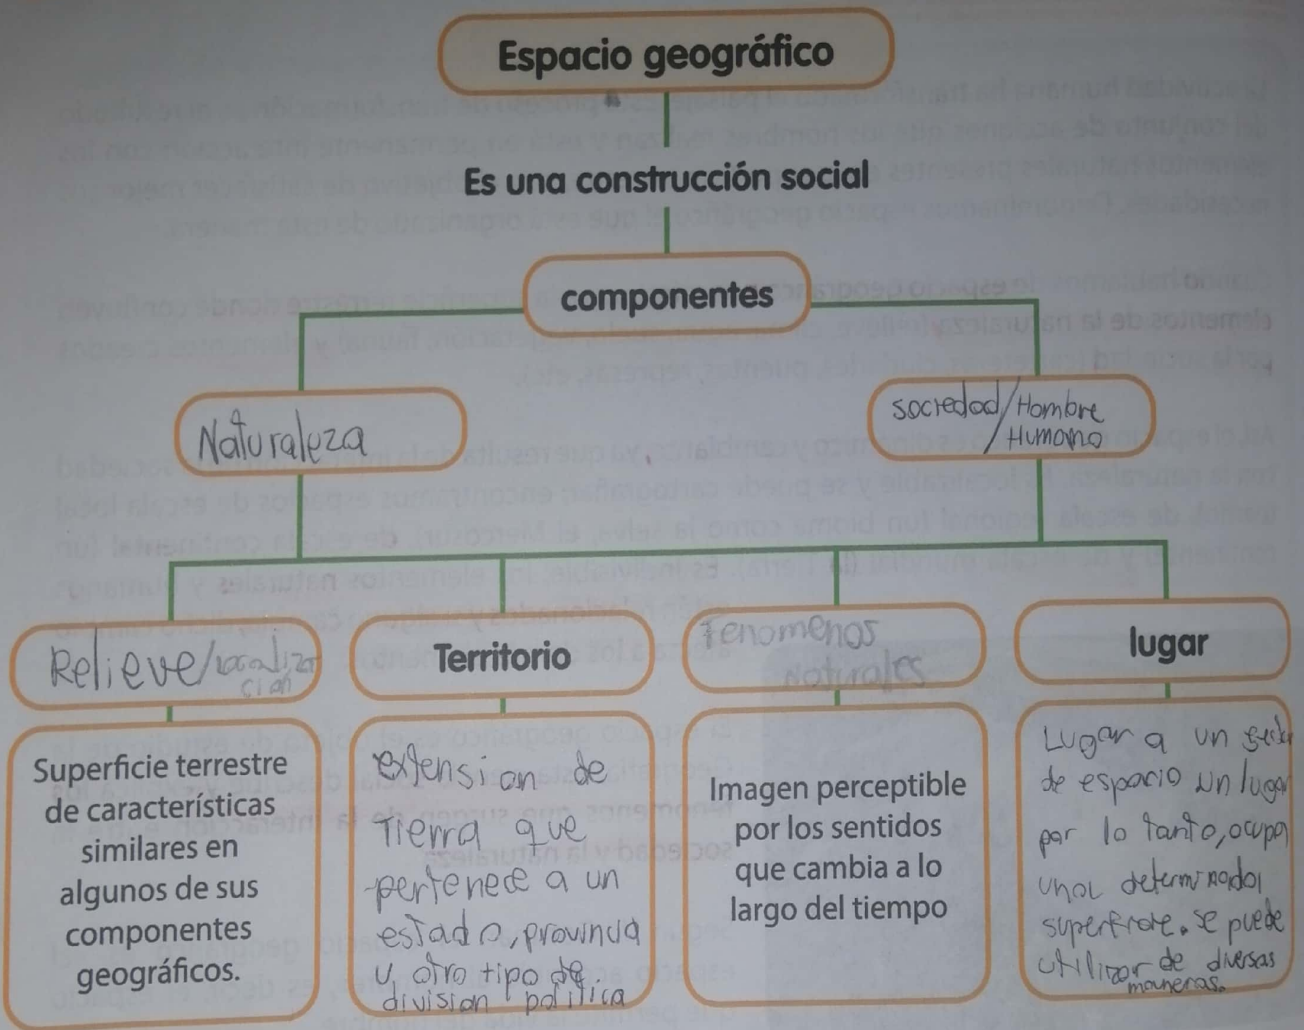 Espacio geográfico
Es una construcción social
componentes
Naturaleza
sociedad/Hombre
/Humano
Relieve/localiza
cion
Territorio
Fenomenos
Naturales
lugar
Superficie terrestre
de características
similares en
algunos de sus
componentes
geográficos.
extension de
tierra que
pertenece a un
estado, provincia
u otro tipo de
division politica
Imagen perceptible
por los sentidos
que cambia a lo
largo del tiempo
Lugar a un
de espacio un lugar
por lo tanto, ocupa
una determinada
se puede
utilizar de diversas
maneras.